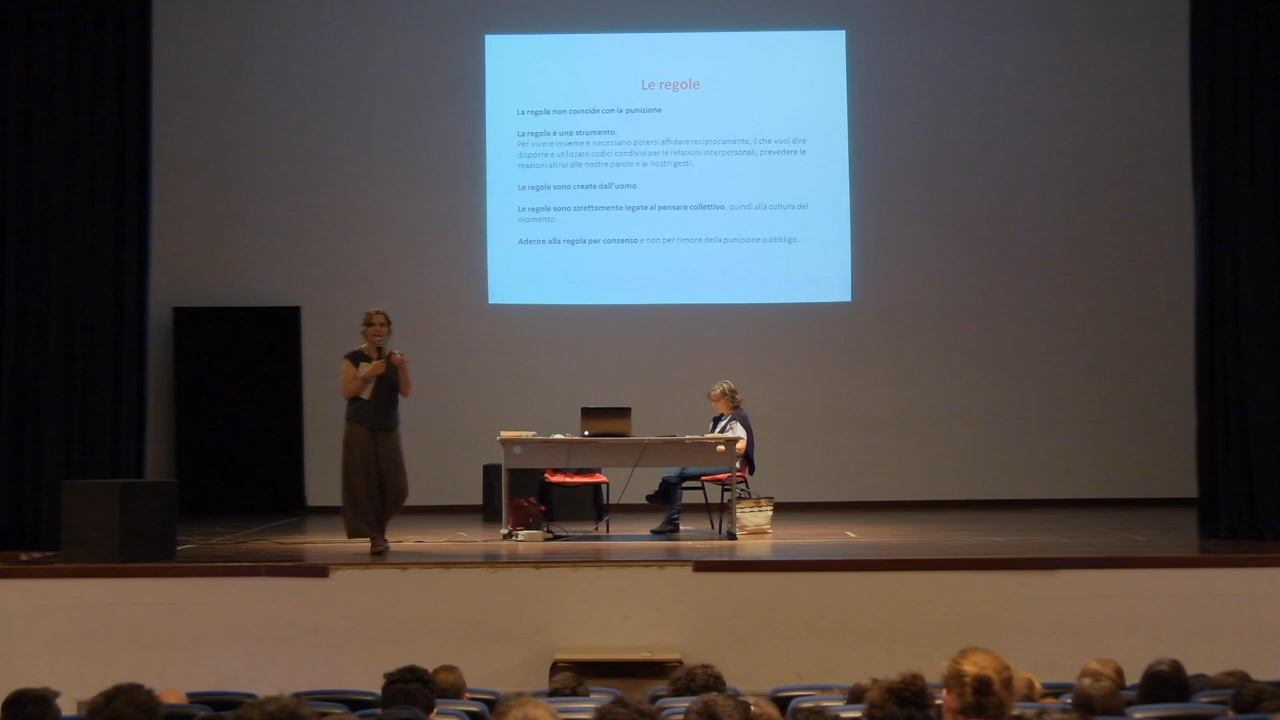 Le regole
La regola non coincide con la punizione
La regola è uno strumento.
Per vivere insieme è necessario potersi affidare reciprocamente, il che vuol dire
disporre e utilizzare codici condivisi per le relazioni interpersonali, prevedere le
reazioni altrui alle nostre parole e ai nostri gesti.
Le regole sono create dall'uomo
Le regole sono strettamente legate al pensare collettivo, quindi alla cultura del
momento.
Aderire alla regola per consenso e non per timore della punizione o obbligo.